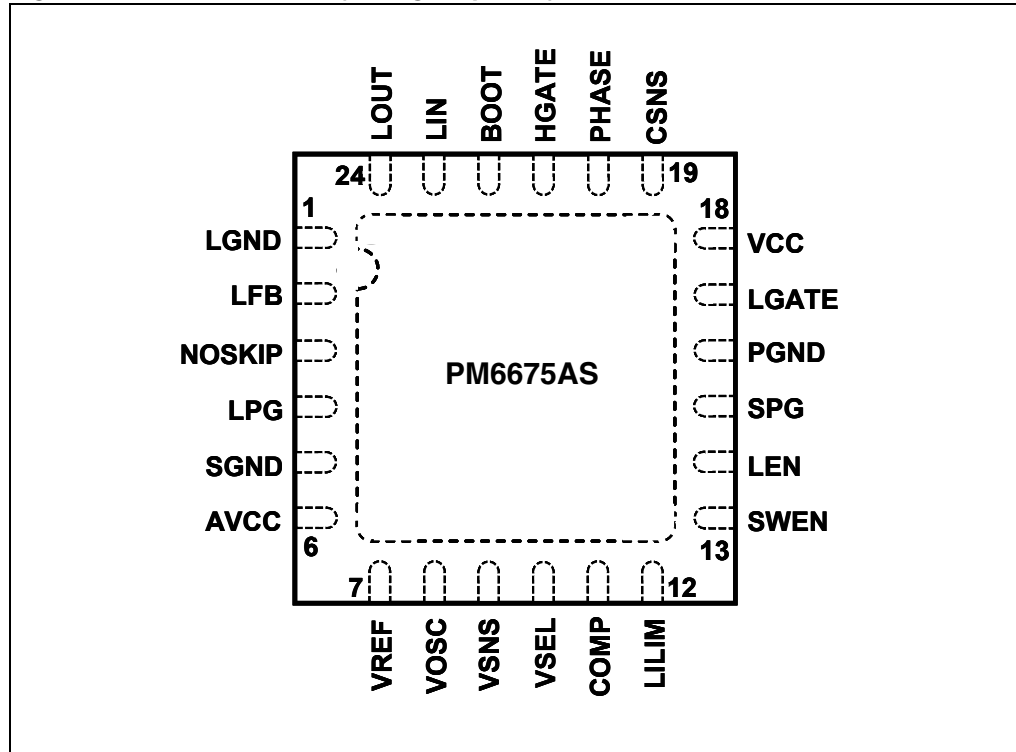 LOUT
LIN
BOOT
HGATE
PHASE
CSNS
24
19
1
18
LGND
VCC
LFB
LGATE
NOSKIP
PGND
PM6675AS
LPG
SPG
SGND
LEN
AVCC
SWEN
6
13
7
12
VREF
VOSC
VSNS
VSEL
COMP
LILIM